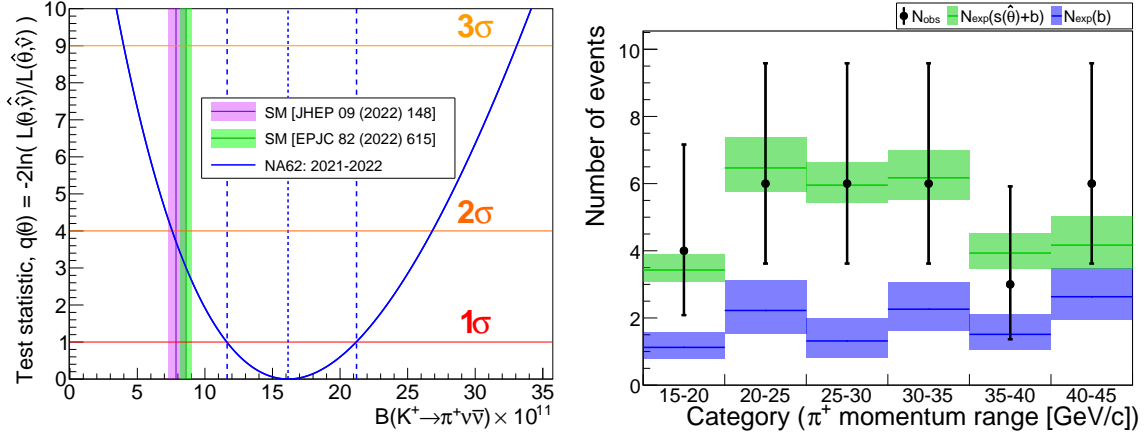 Test statistic, q(θ) = -2ln( L(θ,ν̂̂)/L(θ̂,ν̂))
10
9
8
7
6
5
4
3
2
1
0
3σ
2σ
1σ
SM [JHEP 09 (2022) 148]
SM [EPJC 82 (2022) 615]
NA62: 2021-2022
0 5 10 15 20 25 30 35
B(K⁺→π⁺νν̅) × 10¹¹
Nobs Nexp(s(θ̂)+b) Nexp(b)
Number of events
10
8
6
4
2
0
15-20 20-25 25-30 30-35 35-40 40-45
Category (π⁺ momentum range [GeV/c])